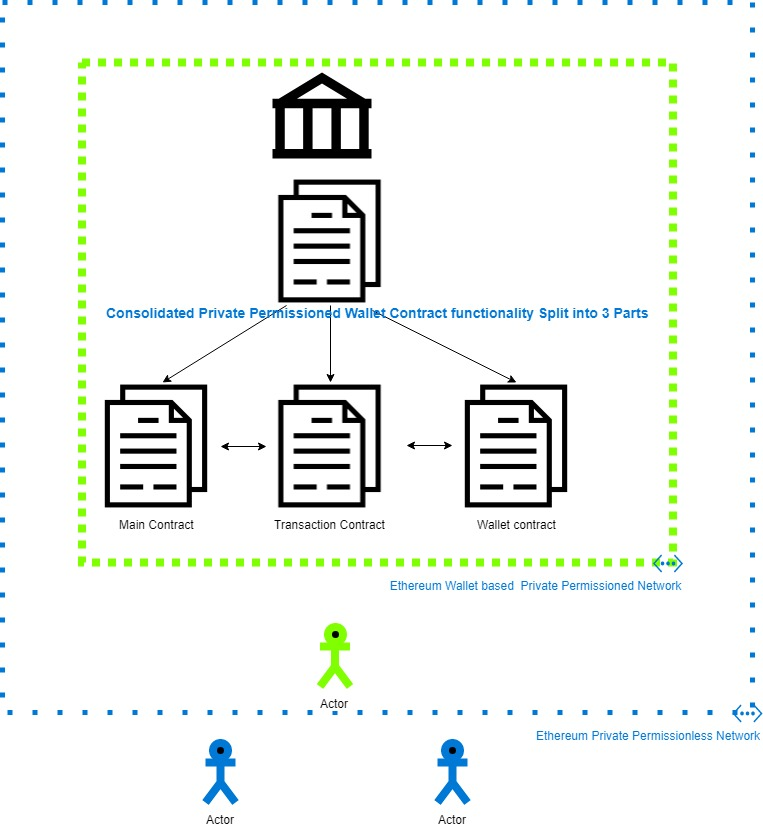 Consolidated Private Permissioned Wallet Contract functionality Split into 3 Parts
Main Contract
Transaction Contract
Wallet contract
Ethereum Wallet based  Private Permissioned Network
Actor
Ethereum Private Permissionless Network
Actor
Actor